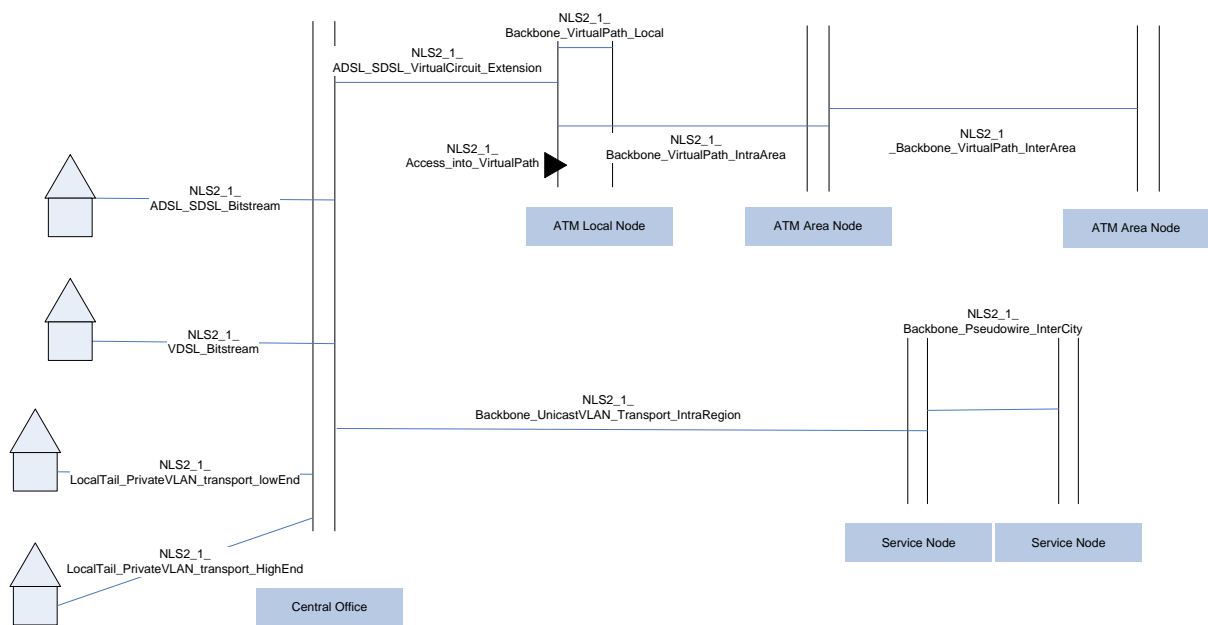 NLS2_1_
Backbone_VirtualPath_Local
NLS2_1_
ADSL_SDSL_VirtualCircuit_Extension
NLS2_1_
Access_into_VirtualPath
NLS2_1_
Backbone_VirtualPath_IntraArea
NLS2_1
_Backbone_VirtualPath_InterArea
NLS2_1_
ADSL_SDSL_Bitstream
ATM Local Node
ATM Area Node
ATM Area Node
NLS2_1_
VDSL_Bitstream
NLS2_1_
Backbone_Pseudowire_InterCity
NLS2_1_
Backbone_UnicastVLAN_Transport_IntraRegion
NLS2_1_
LocalTail_PrivateVLAN_transport_lowEnd
NLS2_1_
LocalTail_PrivateVLAN_transport_HighEnd
Service Node
Service Node
Central Office